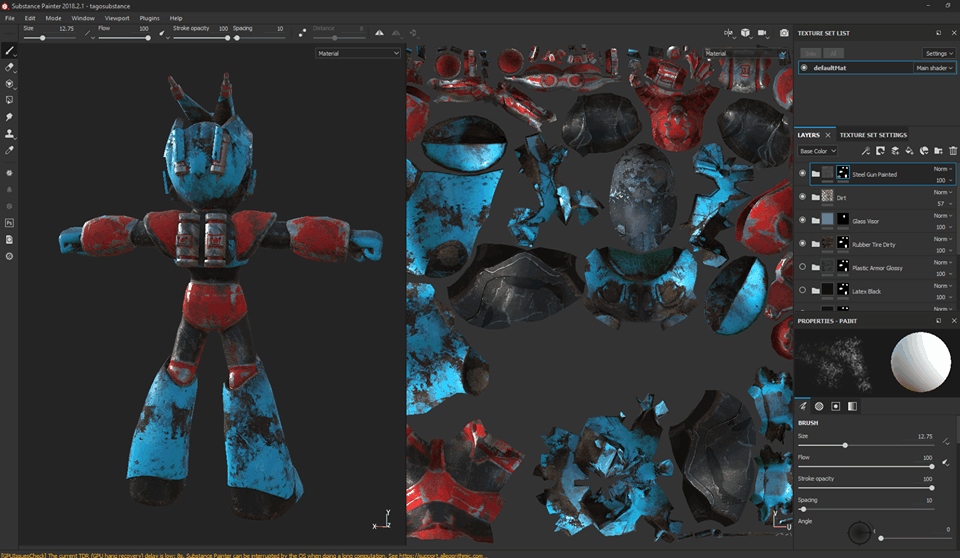 Substance Painter 2018.2.1 - tagosubstance
File Edit Mode Window Viewport Plugins Help
Size 12.75 Flow 100 Stroke opacity 100 Spacing 10
Distance
Material
Material
TEXTURE SET LIST
Settings
defaultMat Main shader
LAYERS TEXTURE SET SETTINGS
Base Color
Steel Gun Painted Norm 100
Dirt Norm 57
Glass Visor Norm 100
Rubber Tire Dirty Norm 100
Plastic Armor Glossy Norm 100
Latex Black Norm 100
Norm
PROPERTIES - PAINT
BRUSH
Size 12.75
Flow 100
Stroke opacity 100
Spacing 10
Angle 0
Y
X Z
V
U
[GPUIssuesCheck] The current TDR (GPU hang recovery) delay is low: 8s. Substance Painter can be interrupted by the OS when doing a long computation. See https://support.allegorithmic.com